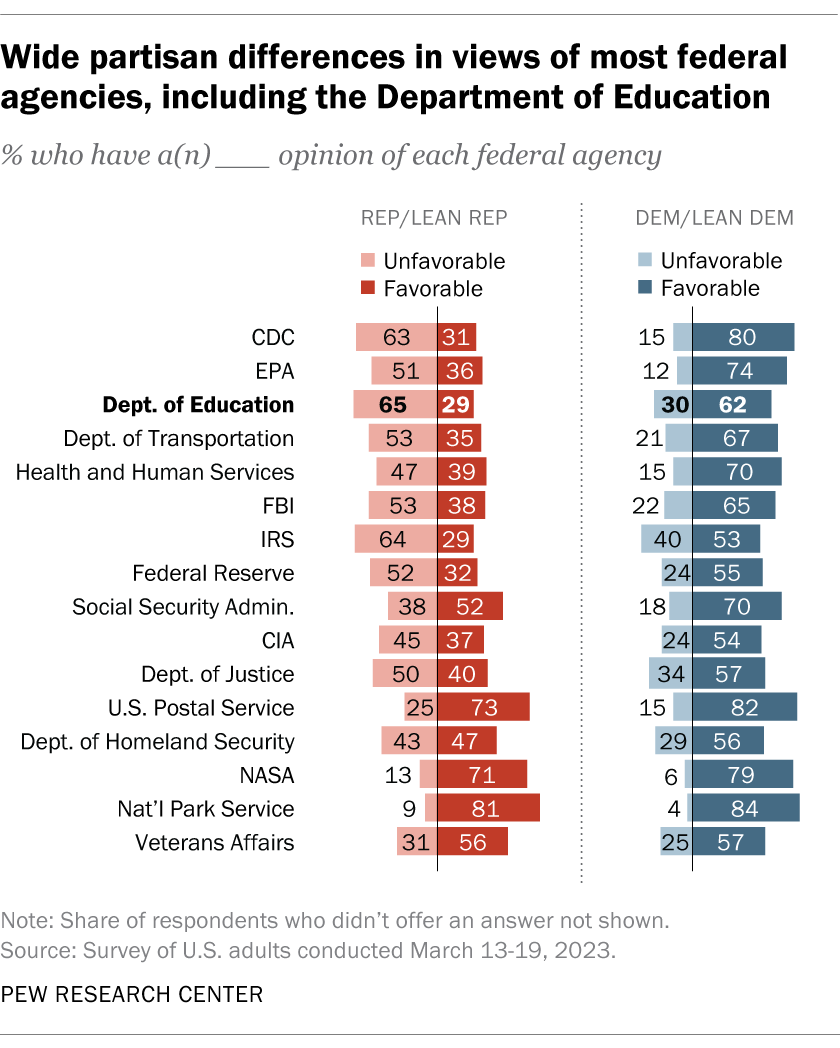 Wide partisan differences in views of most federal
agencies, including the Department of Education
% who have a(n) ___ opinion of each federal agency
REP/LEAN REP DEM/LEAN DEM
Unfavorable Unfavorable
Favorable Favorable
CDC 63 31 15 80
EPA 51 36 12 74
Dept. of Education 65 29 30 62
Dept. of Transportation 53 35 21 67
Health and Human Services 47 39 15 70
FBI 53 38 22 65
IRS 64 29 40 53
Federal Reserve 52 32 24 55
Social Security Admin. 38 52 18 70
CIA 45 37 24 54
Dept. of Justice 50 40 34 57
U.S. Postal Service 25 73 15 82
Dept. of Homeland Security 43 47 29 56
NASA 13 71 6 79
Nat’l Park Service 9 81 4 84
Veterans Affairs 31 56 25 57
Note: Share of respondents who didn’t offer an answer not shown.
Source: Survey of U.S. adults conducted March 13-19, 2023.
PEW RESEARCH CENTER